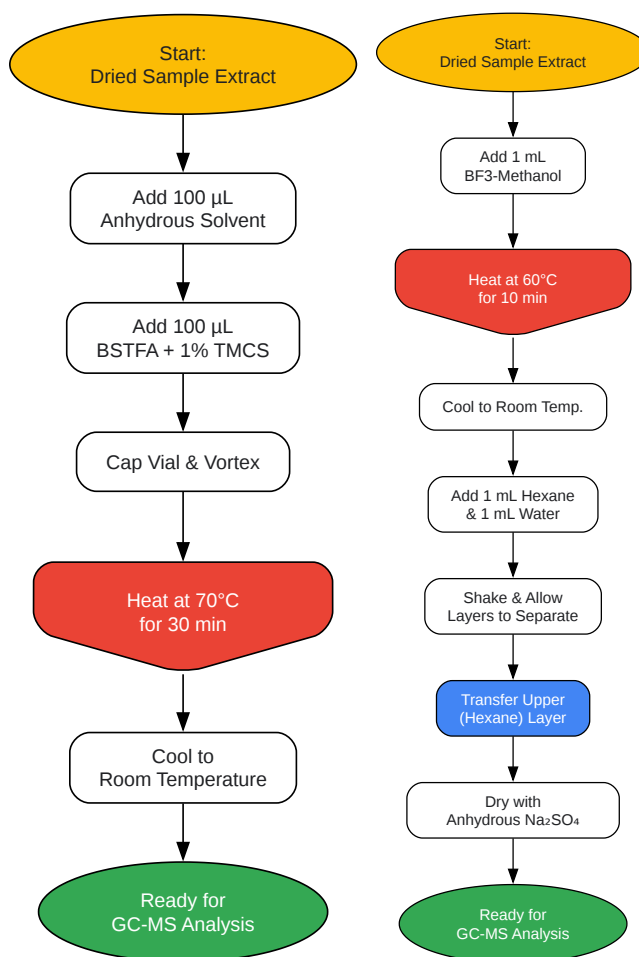 Start:
Dried Sample Extract
Add 100 µL
Anhydrous Solvent
Add 100 µL
BSTFA + 1% TMCS
Cap Vial & Vortex
Heat at 70°C
for 30 min
Cool to
Room Temperature
Ready for
GC-MS Analysis
Start:
Dried Sample Extract
Add 1 mL
BF3-Methanol
Heat at 60°C
for 10 min
Cool to Room Temp.
Add 1 mL Hexane
& 1 mL Water
Shake & Allow
Layers to Separate
Transfer Upper
(Hexane) Layer
Dry with
Anhydrous Na₂SO₄
Ready for
GC-MS Analysis